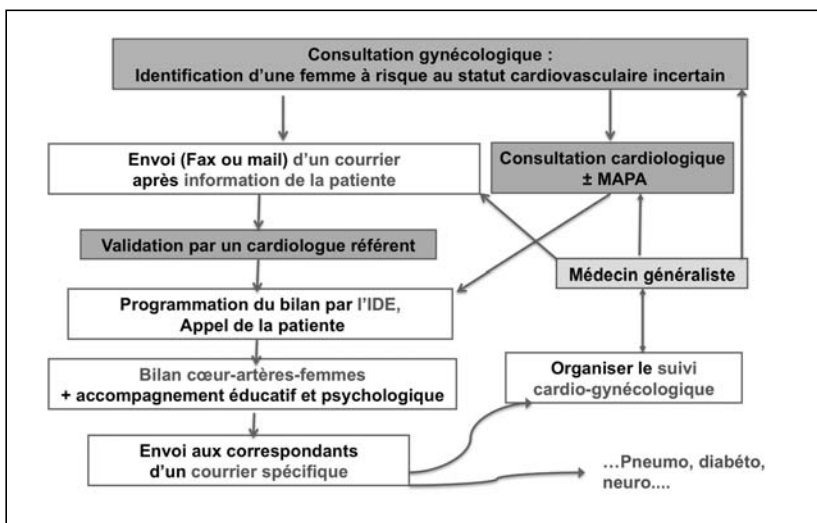 Consultation gynécologique :
Identification d'une femme à risque au statut cardiovasculaire incertain
Envoi (Fax ou mail) d'un courrier
après information de la patiente
Consultation cardiologique
± MAPA
Validation par un cardiologue référent
Médecin généraliste
Programmation du bilan par l'IDE,
Appel de la patiente
Bilan cœur-artères-femmes
+ accompagnement éducatif et psychologique
Organiser le suivi
cardio-gynécologique
Envoi aux correspondants
d'un courrier spécifique
…Pneumo, diabéto,
neuro....